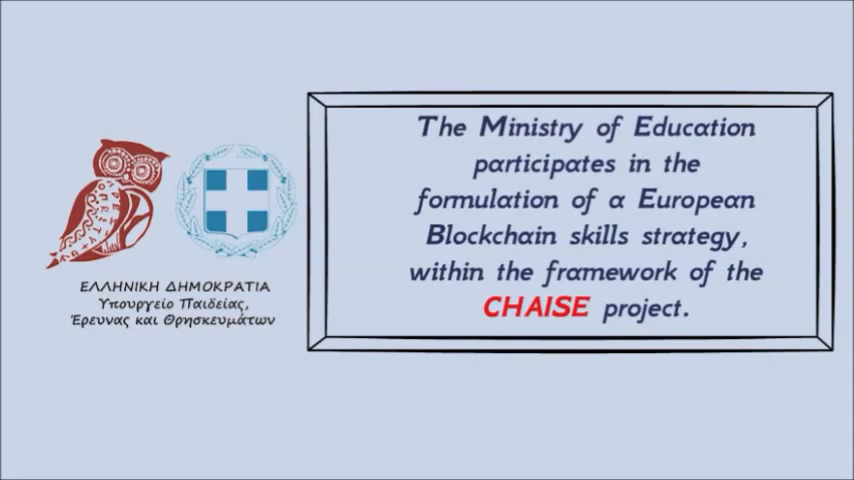 ΕΛΛΗΝΙΚΗ ΔΗΜΟΚΡΑΤΙΑ
Υπουργείο Παιδείας,
Έρευνας και Θρησκευμάτων
The Ministry of Education
participates in the
formulation of a European
Blockchain skills strategy,
within the framework of the
CHAISE project.